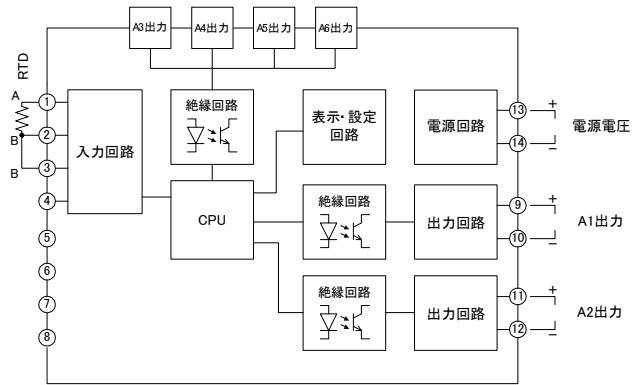 A3出力
A4出力
A5出力
A6出力
RTD
A
B
B
①
②
③
④
⑤
⑥
⑦
⑧
入力回路
絶縁回路
CPU
表示・設定
回路
絶縁回路
絶縁回路
電源回路
出力回路
出力回路
⑬
⑭
⑨
⑩
⑪
⑫
+
−
電源電圧
+
−
A1出力
+
−
A2出力